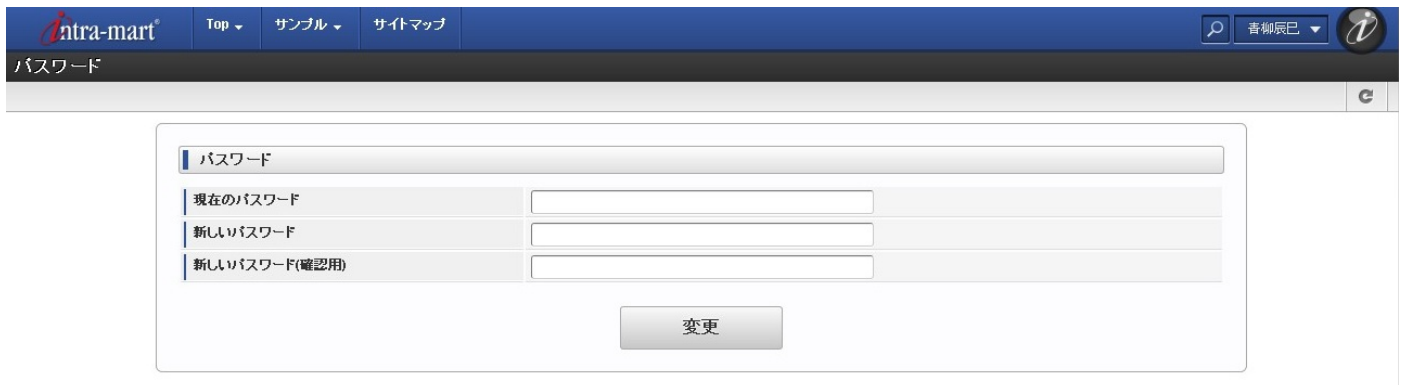 intra-mart® Top サンプル サイトマップ 青柳辰巳
パスワード
パスワード
現在のパスワード
新しいパスワード
新しいパスワード(確認用)
変更